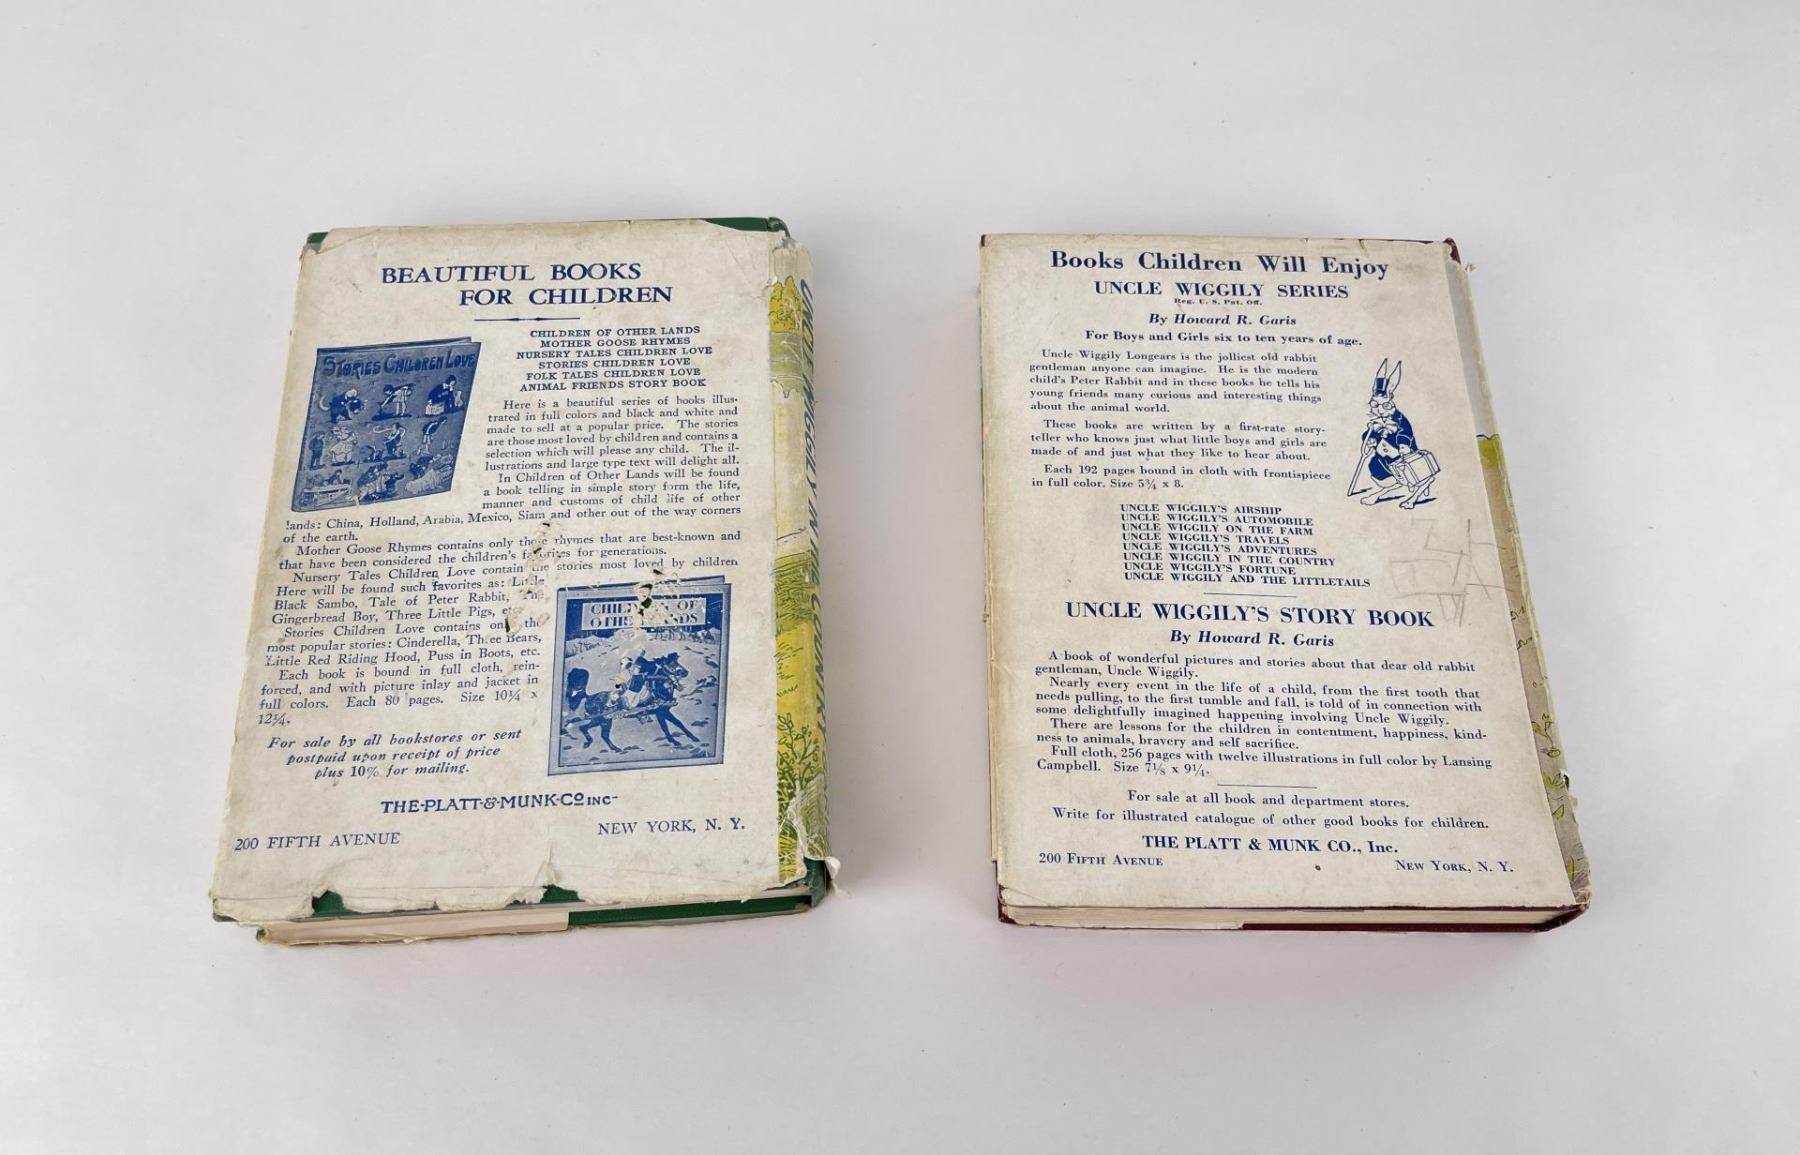 BEAUTIFUL BOOKS
FOR CHILDREN
STORIES CHILDREN LOVE
CHILDREN OF OTHER LANDS
MOTHER GOOSE RHYMES
NURSERY TALES CHILDREN LOVE
STORIES CHILDREN LOVE
FOLK TALES CHILDREN LOVE
ANIMAL FRIENDS STORY BOOK
Here is a beautiful series of books illus-
trated in full colors and black and white and
made to sell at a popular price. The stories
are those most loved by children and contains a
selection which will please any child. The il-
lustrations and large type text will delight all.
In Children of Other Lands will be found
a book telling in simple story form the life,
manner and customs of child life of other
lands: China, Holland, Arabia, Mexico, Siam and other out of the way corners
of the earth.
Mother Goose Rhymes contains only those rhymes that are best-known and
that have been considered the children's favorites for generations.
Nursery Tales Children Love contain the stories most loved by children
Here will be found such favorites as: Little
Black Sambo, Tale of Peter Rabbit, The
Gingerbread Boy, Three Little Pigs, etc
Stories Children Love contains only the
most popular stories: Cinderella, Three Bears,
Little Red Riding Hood, Puss in Boots, etc.
Each book is bound in full cloth, rein-
forced, and with picture inlay and jacket in
full colors. Each 80 pages. Size 10¼ x
12¼.
CHILDREN OF
OTHER LANDS
For sale by all bookstores or sent
postpaid upon receipt of price
plus 10% for mailing.
THE·PLATT·&·MUNK·CO INC-
200 FIFTH AVENUE NEW YORK, N. Y.
UNCLE WIGGILY IN THE COUNTRY
Books Children Will Enjoy
UNCLE WIGGILY SERIES
Reg. U. S. Pat. Off.
By Howard R. Garis
For Boys and Girls six to ten years of age.
Uncle Wiggily Longears is the jolliest old rabbit
gentleman anyone can imagine. He is the modern
child's Peter Rabbit and in these books he tells his
young friends many curious and interesting things
about the animal world.
These books are written by a first-rate story-
teller who knows just what little boys and girls are
made of and just what they like to hear about.
Each 192 pages bound in cloth with frontispiece
in full color. Size 5¾ x 8.
UNCLE WIGGILY'S AIRSHIP
UNCLE WIGGILY'S AUTOMOBILE
UNCLE WIGGILY ON THE FARM
UNCLE WIGGILY'S TRAVELS
UNCLE WIGGILY'S ADVENTURES
UNCLE WIGGILY IN THE COUNTRY
UNCLE WIGGILY'S FORTUNE
UNCLE WIGGILY AND THE LITTLETAILS
UNCLE WIGGILY'S STORY BOOK
By Howard R. Garis
A book of wonderful pictures and stories about that dear old rabbit
gentleman, Uncle Wiggily.
Nearly every event in the life of a child, from the first tooth that
needs pulling, to the first tumble and fall, is told of in connection with
some delightfully imagined happening involving Uncle Wiggily.
There are lessons for the children in contentment, happiness, kind-
ness to animals, bravery and self sacrifice.
Full cloth, 256 pages with twelve illustrations in full color by Lansing
Campbell. Size 7⅛ x 9¼.
For sale at all book and department stores.
Write for illustrated catalogue of other good books for children.
THE PLATT & MUNK CO., Inc.
200 FIFTH AVENUE NEW YORK, N. Y.